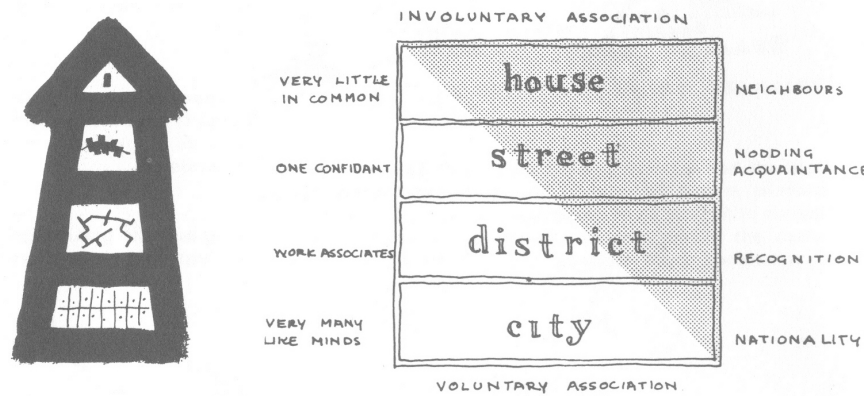 INVOLUNTARY ASSOCIATION
VERY LITTLE
IN COMMON
house
NEIGHBOURS
ONE CONFIDANT
street
NODDING
ACQUAINTANCE
WORK ASSOCIATES
district
RECOGNITION
VERY MANY
LIKE MINDS
city
NATIONALITY
VOLUNTARY ASSOCIATION